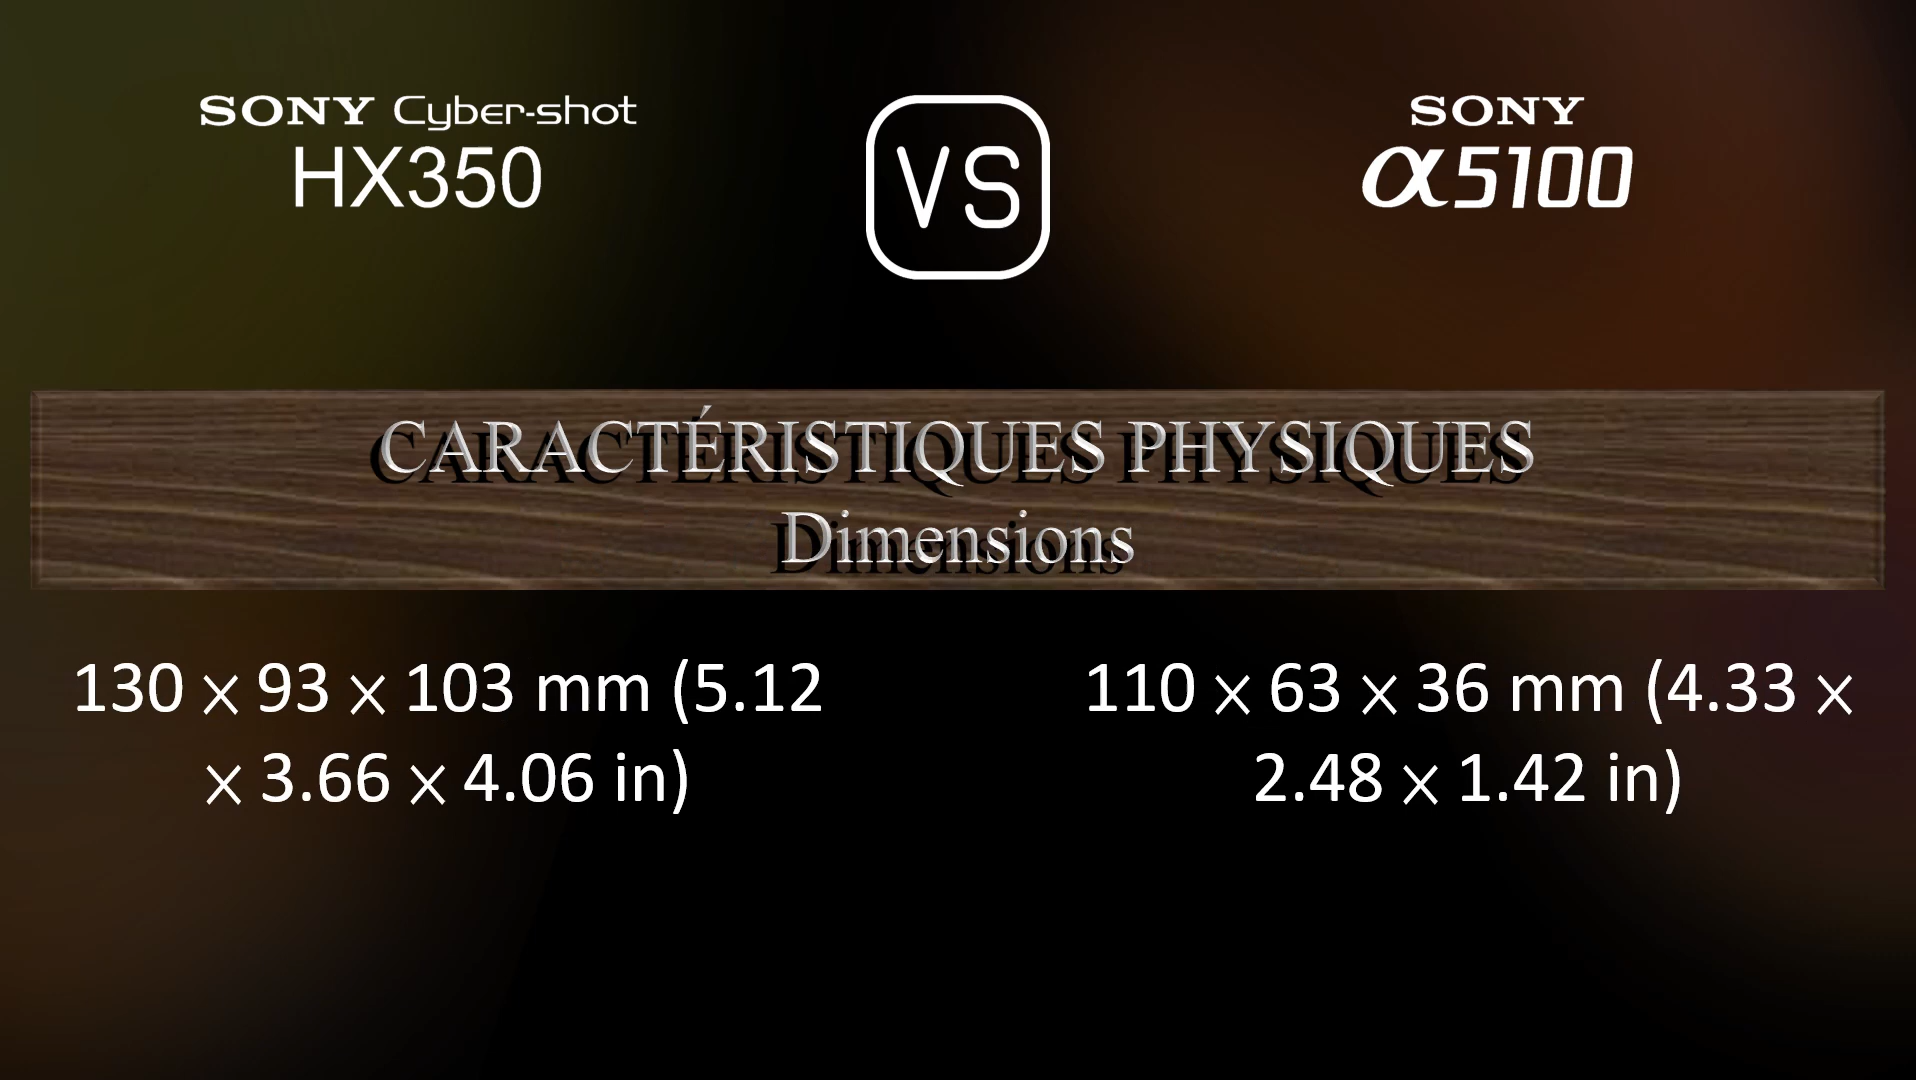 SONY Cyber-shot
HX350
VS
SONY
α5100
CARACTÉRISTIQUES PHYSIQUES
Dimensions
130 x 93 x 103 mm (5.12
x 3.66 x 4.06 in)
110 x 63 x 36 mm (4.33 x
2.48 x 1.42 in)